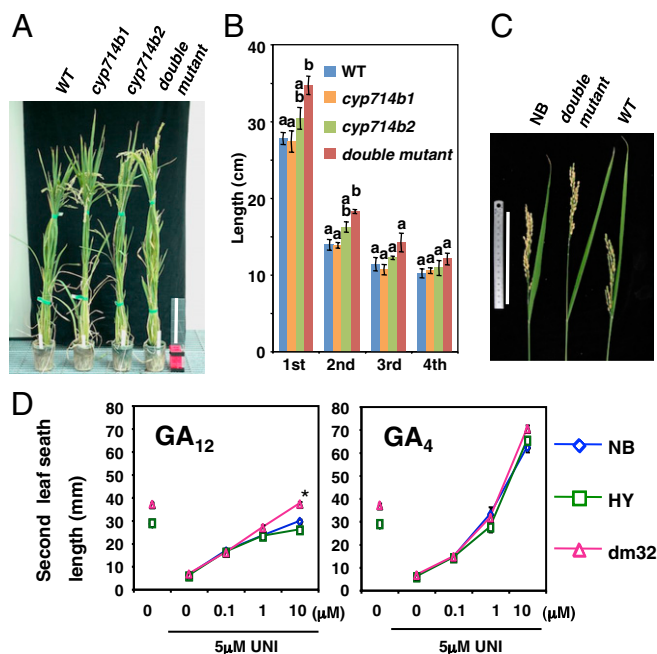 A
WT
cyp714b1
cyp714b2
double mutant
B
40
30
20
10
0
Length (cm)
WT
cyp714b1
cyp714b2
double mutant
a a a b b
a a a b b
a a a a
a a a a
1st 2nd 3rd 4th
C
NB
double mutant
WT
D
Second leaf seath length (mm)
GA12
80
70
60
50
40
30
20
10
0
*
0 0 0.1 1 10 (μM)
5μM UNI
GA4
80
70
60
50
40
30
20
10
0
0 0 0.1 1 10 (μM)
5μM UNI
NB
HY
dm32